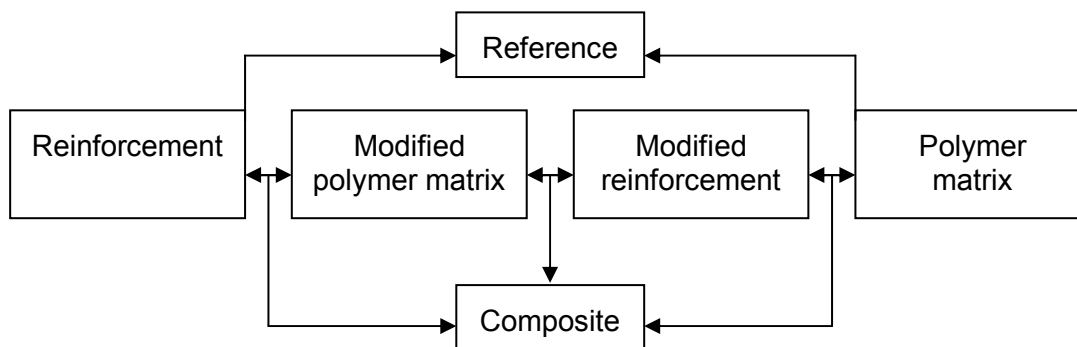 Reference
Reinforcement
Modified
polymer matrix
Modified
reinforcement
Polymer
matrix
Composite